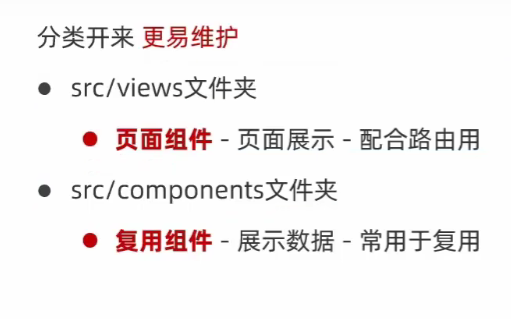 分类开来 更易维护
src/views文件夹
页面组件 - 页面展示 - 配合路由用
src/components文件夹
复用组件 - 展示数据 - 常用于复用